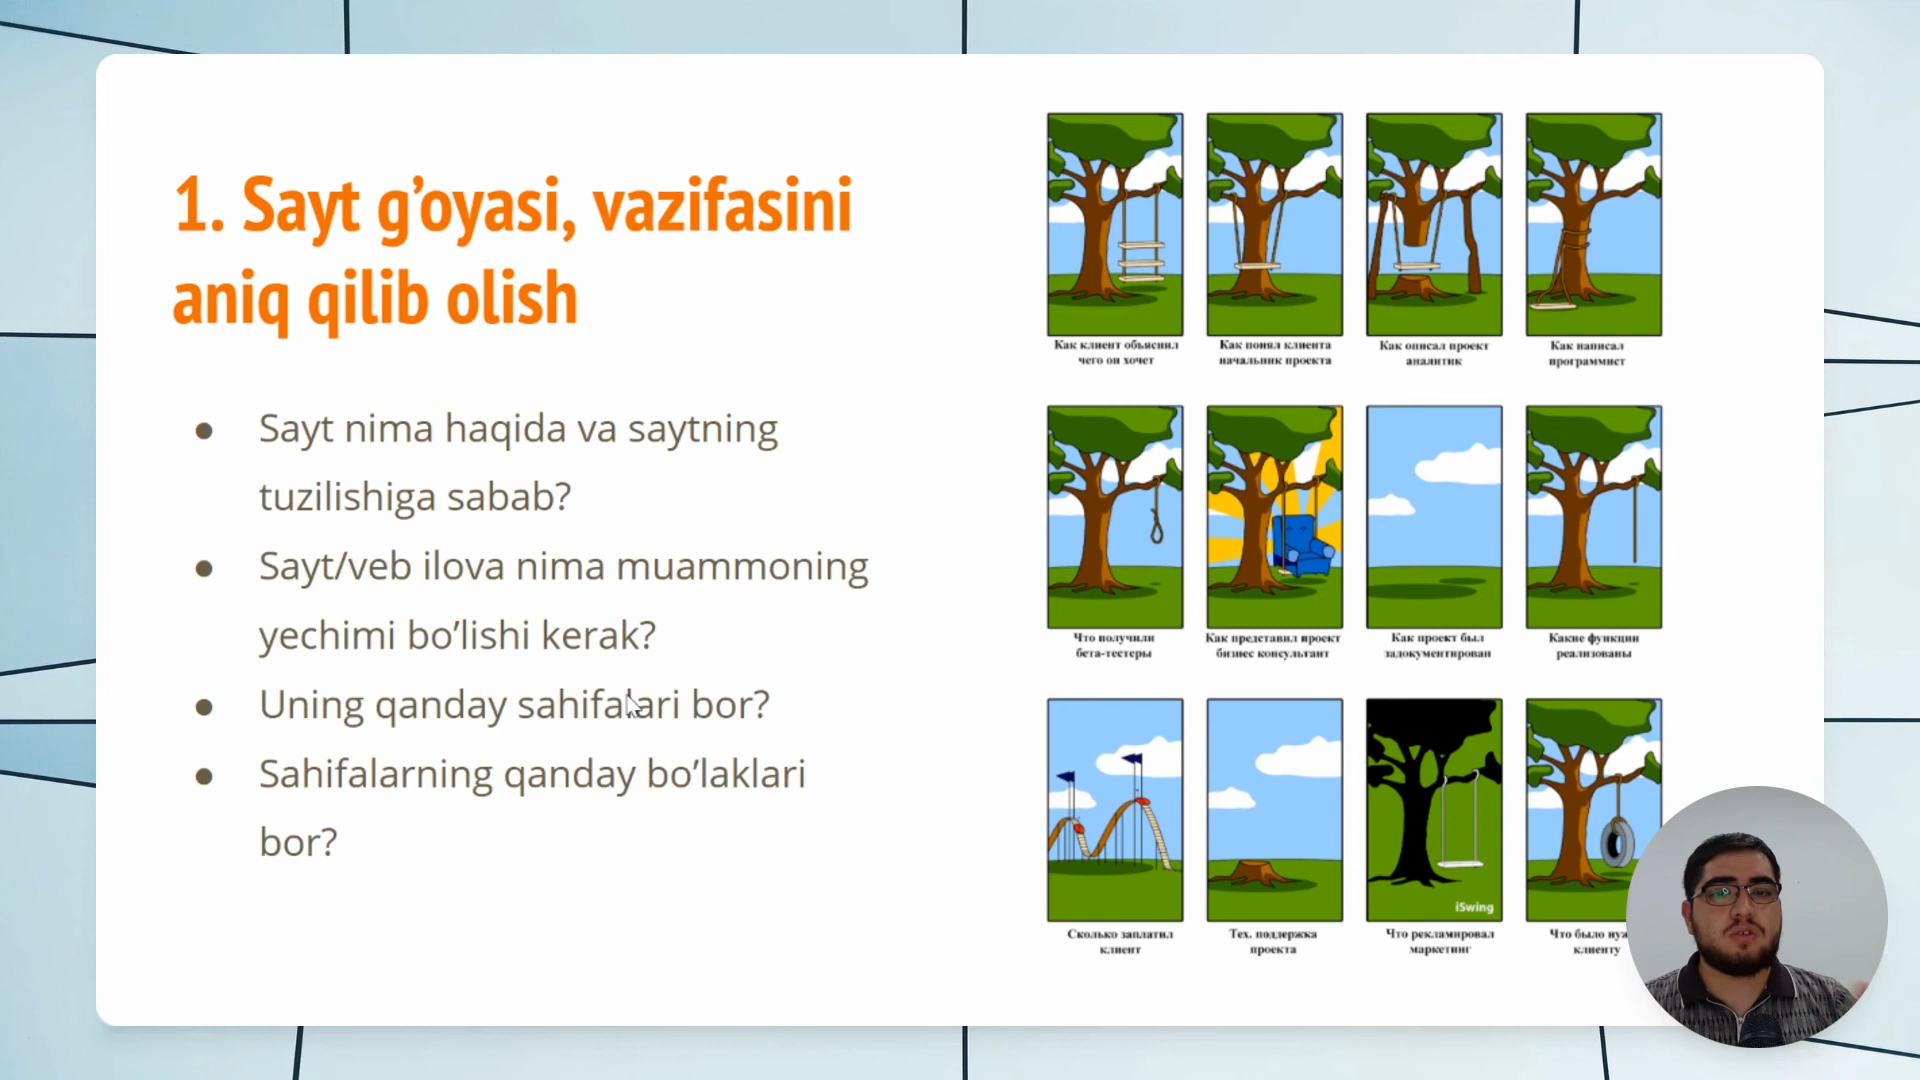 1. Sayt g’oyasi, vazifasini
aniq qilib olish
● Sayt nima haqida va saytning
tuzilishiga sabab?
● Sayt/veb ilova nima muammoning
yechimi bo’lishi kerak?
● Uning qanday sahifalari bor?
● Sahifalarning qanday bo’laklari
bor?
Как клиент объяснил
чего он хочет
Как понял клиента
начальник проекта
Как описал проект
аналитик
Как написал
программист
Что получили
бета-тестеры
Как представил проект
бизнес консультант
Как проект был
задокументирован
Какие функции
реализованы
Сколько заплатил
клиент
Тех. поддержка
проекта
iSwing
Что рекламировал
маркетинг
Что было
клиенту